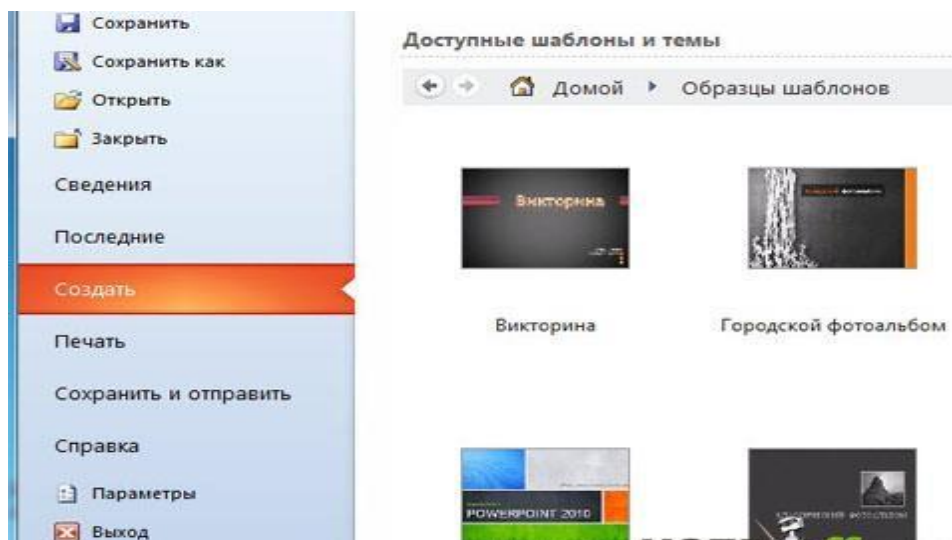 Сохранить
Сохранить как
Открыть
Закрыть
Сведения
Последние
Создать
Печать
Сохранить и отправить
Справка
Параметры
Выход
Доступные шаблоны и темы
Домой Образцы шаблонов
Викторина
Викторина
Городской фотоальбом
POWERPOINT 2010